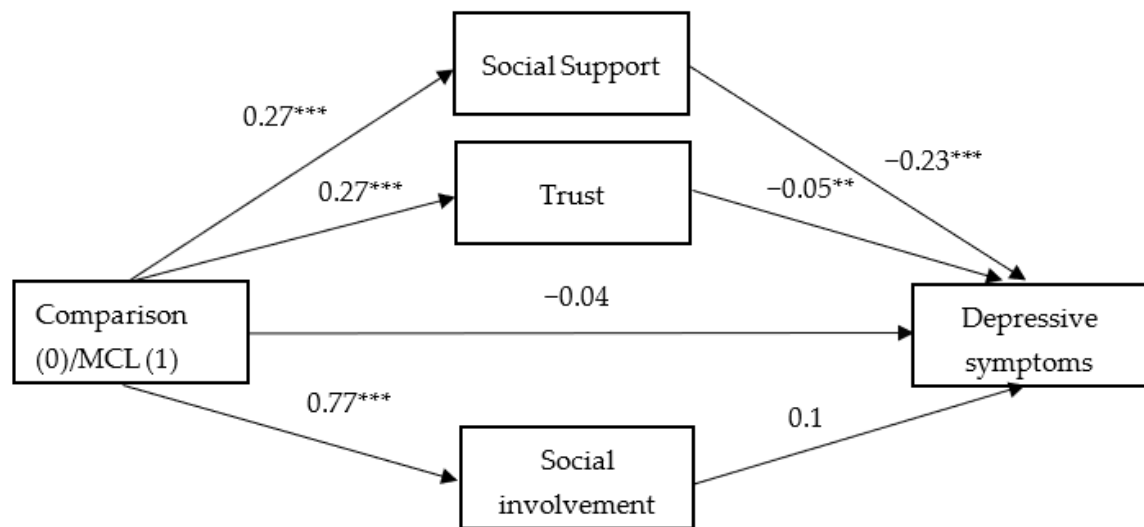 Social Support
0.27***
−0.23***
0.27***
Trust
−0.05**
Comparison
(0)/MCL (1)
−0.04
Depressive
symptoms
0.77***
0.1
Social
involvement